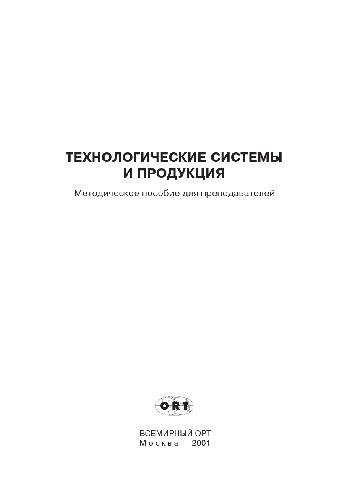 ТЕХНОЛОГИЧЕСКИЕ СИСТЕМЫ
И ПРОДУКЦИЯ
Методическое пособие для преподавателей
ORT
ВСЕМИРНЫЙ ОРТ
Москва 2001